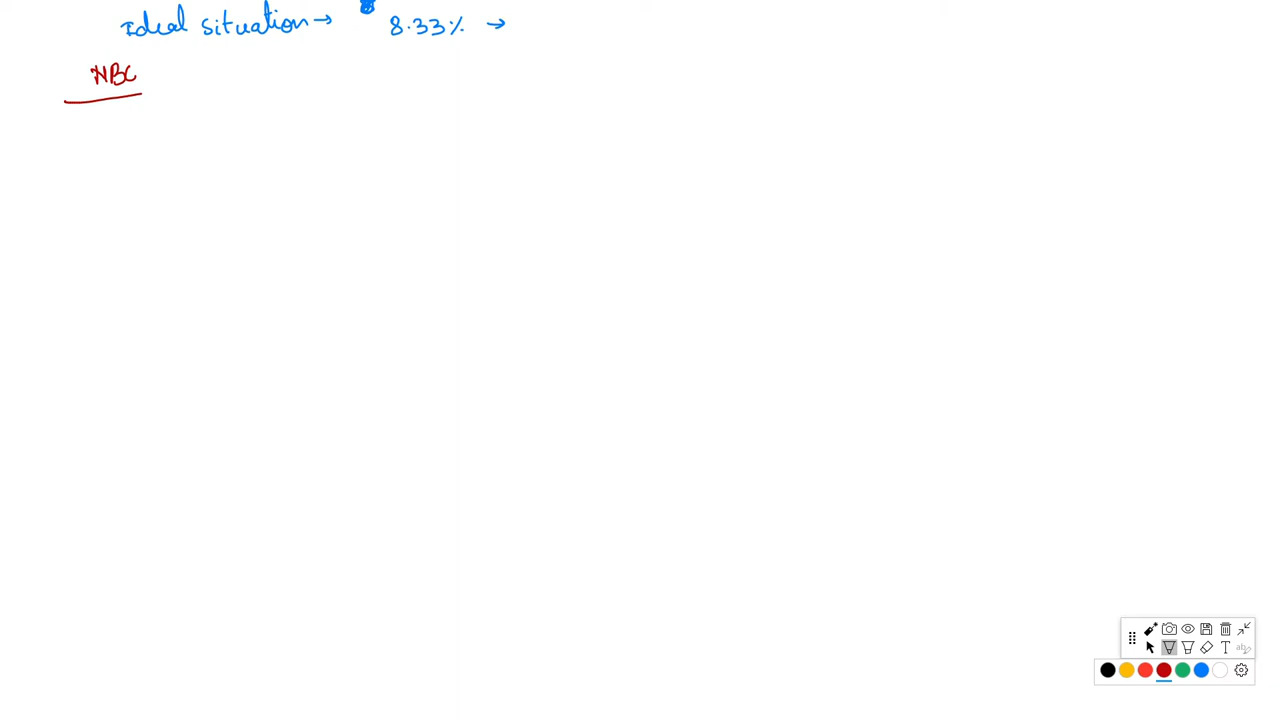 Ideal situation → 8.33% →
NBC